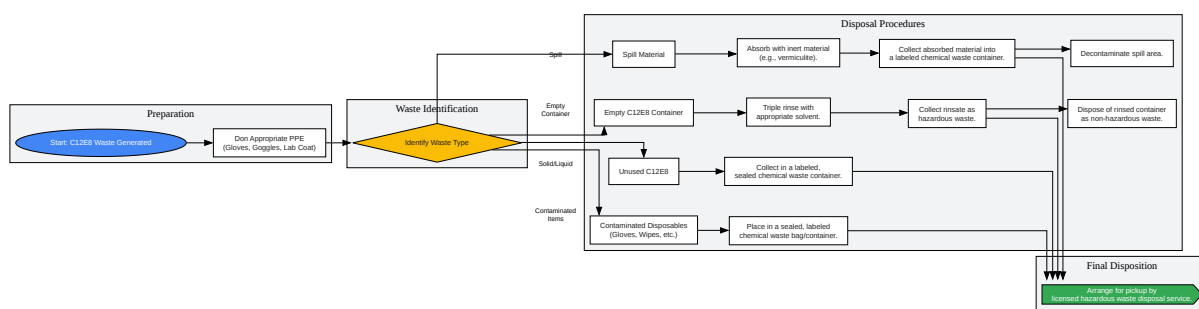 Preparation
Start: C12E8 Waste Generated
Don Appropriate PPE
(Gloves, Goggles, Lab Coat)
Waste Identification
Identify Waste Type
Spill
Empty
Container
Solid/Liquid
Contaminated
Items
Disposal Procedures
Spill Material
Absorb with inert material
(e.g., vermiculite).
Collect absorbed material into
a labeled chemical waste container.
Decontaminate spill area.
Empty C12E8 Container
Triple rinse with
appropriate solvent.
Collect rinsate as
hazardous waste.
Dispose of rinsed container
as non-hazardous waste.
Unused C12E8
Collect in a labeled,
sealed chemical waste container.
Contaminated Disposables
(Gloves, Wipes, etc.)
Place in a sealed, labeled
chemical waste bag/container.
Final Disposition
Arrange for pickup by
licensed hazardous waste disposal service.